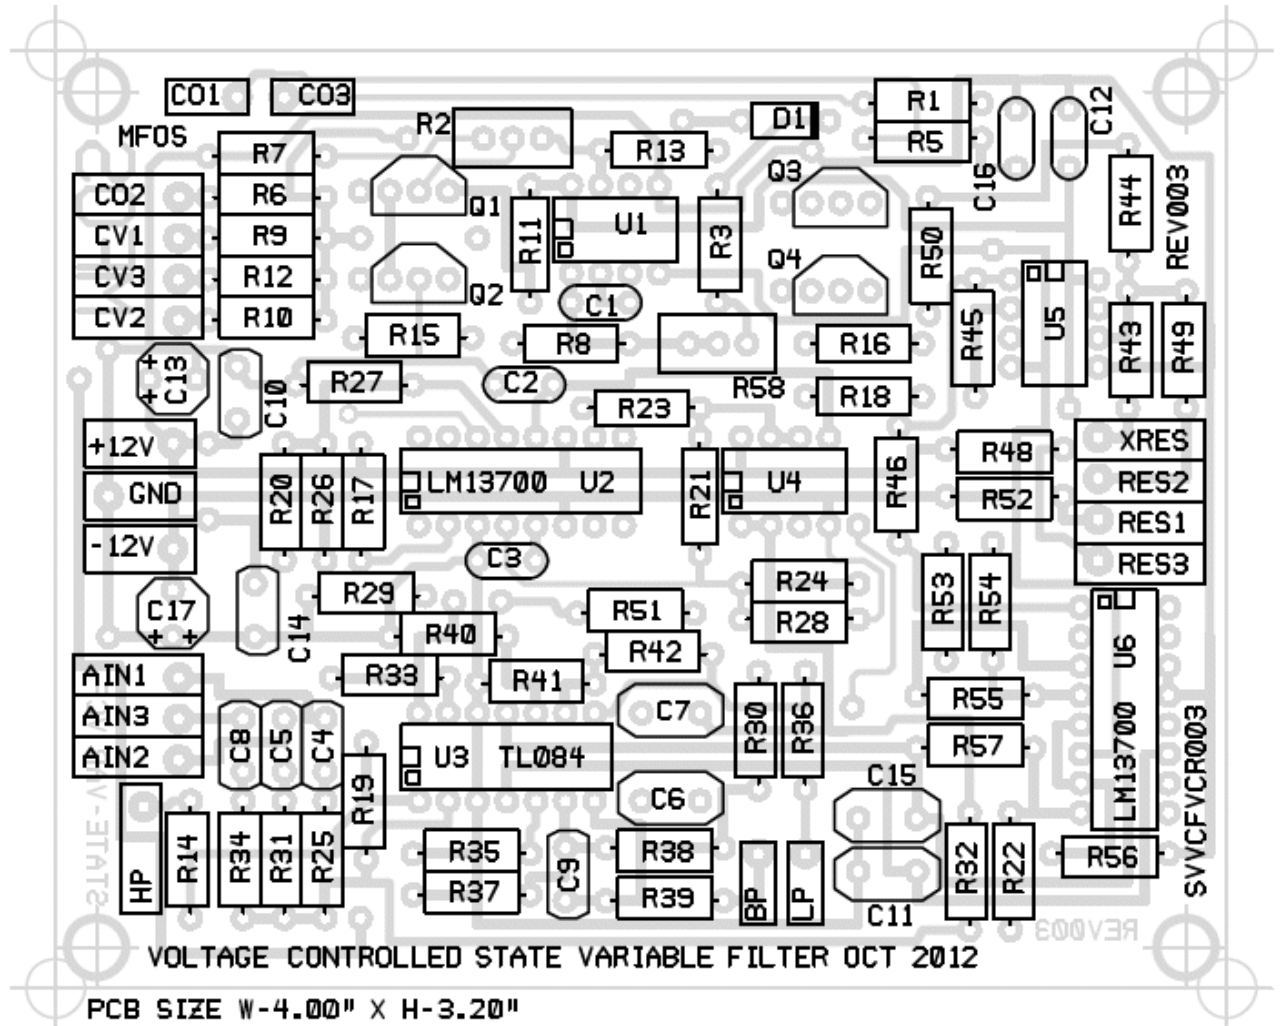 CO1
CO3
MFOS
R2
R13
D1
R1
R5
C16
C12
R7
CO2
R6
CV1
R9
CV3
R12
CV2
R10
Q1
Q2
R11
U1
R3
C1
Q3
Q4
R50
R45
U5
R44
REV003
R43
R49
R15
R8
R58
R16
R18
C13
C10
R27
C2
R23
+12V
GND
-12V
R20
R26
R17
LM13700 U2
R21
U4
R46
R48
R52
XRES
RES2
RES1
RES3
C3
C17
C14
R29
R40
R33
R41
R51
R42
R24
R28
R53
R54
U6
LM13700
AIN1
AIN3
AIN2
C8
C5
C4
R19
U3 TL084
C7
C6
R30
R36
R55
R57
C15
C11
SVVCFVCR003
HP
R14
R34
R31
R25
R35
R37
C9
R38
R39
BP
LP
R32
R22
R56
STATE-VA
REV003
VOLTAGE CONTROLLED STATE VARIABLE FILTER OCT 2012
PCB SIZE W-4.00" X H-3.20"